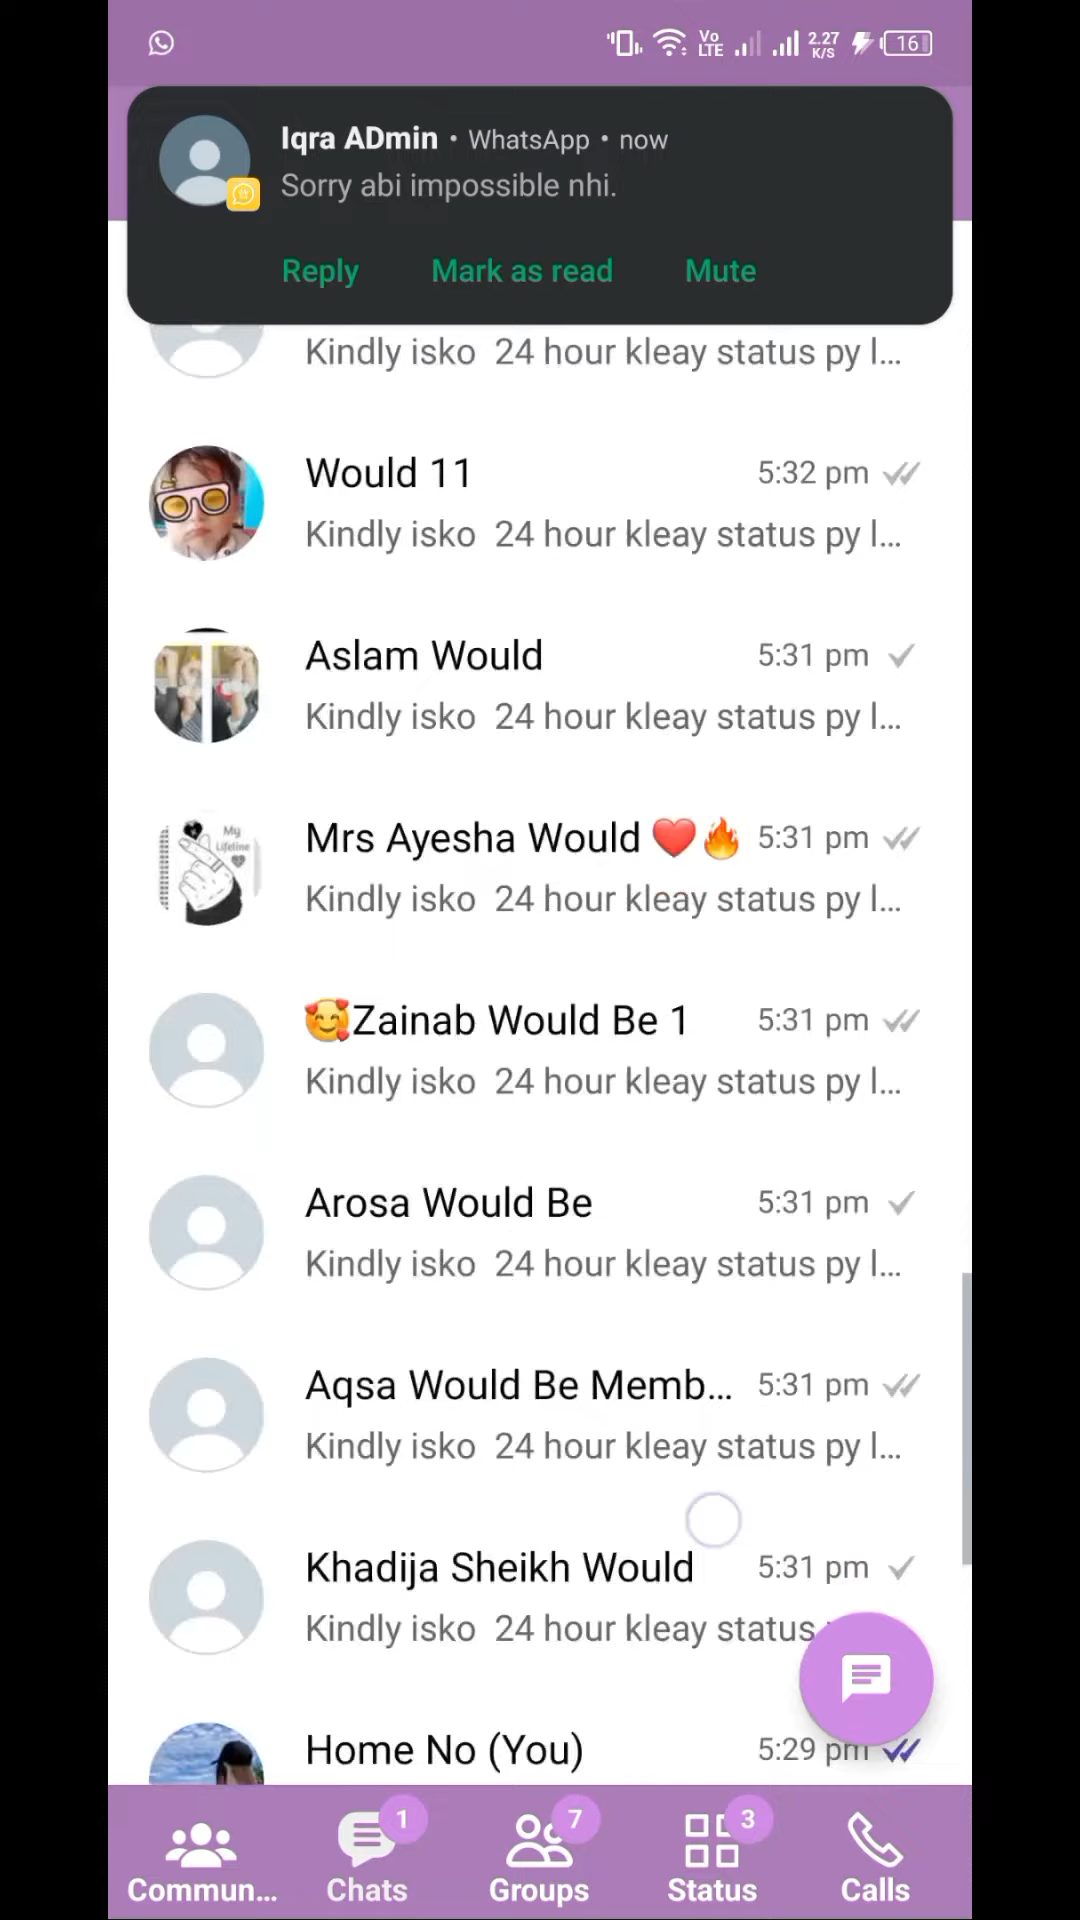 Vo LTE 2.27 K/S 16
Iqra ADmin • WhatsApp • now
Sorry abi impossible nhi.
Reply Mark as read Mute
Kindly isko 24 hour kleay status py l...
Would 11 5:32 pm
Kindly isko 24 hour kleay status py l...
Aslam Would 5:31 pm
Kindly isko 24 hour kleay status py l...
My
Lifeline
Mrs Ayesha Would ❤️🔥 5:31 pm
Kindly isko 24 hour kleay status py l...
🥰Zainab Would Be 1 5:31 pm
Kindly isko 24 hour kleay status py l...
Arosa Would Be 5:31 pm
Kindly isko 24 hour kleay status py l...
Aqsa Would Be Memb... 5:31 pm
Kindly isko 24 hour kleay status py l...
Khadija Sheikh Would 5:31 pm
Kindly isko 24 hour kleay status
Home No (You) 5:29 pm
1 7 3
Commun... Chats Groups Status Calls